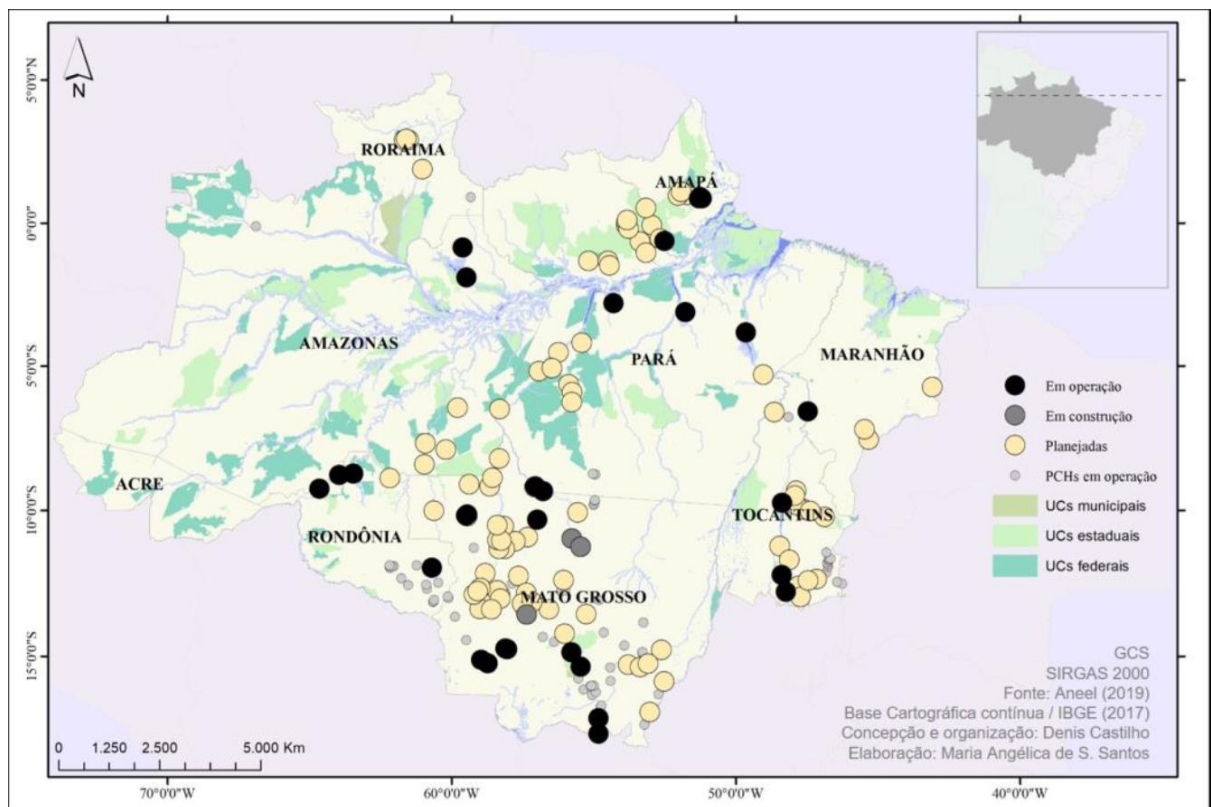 5°0'0"N
0°0'0"
5°0'0"S
10°0'0"S
15°0'0"S
N
RORAIMA
AMAPÁ
AMAZONAS
PARÁ
MARANHÃO
ACRE
RONDÔNIA
TOCANTINS
MATO GROSSO
Em operação
Em construção
Planejadas
PCHs em operação
UCs municipais
UCs estaduais
UCs federais
GCS
SIRGAS 2000
Fonte: Aneel (2019)
Base Cartográfica contínua / IBGE (2017)
Concepção e organização: Denis Castilho
Elaboração: Maria Angélica de S. Santos
0 1.250 2.500 5.000 Km
70°0'0"W 60°0'0"W 50°0'0"W 40°0'0"W